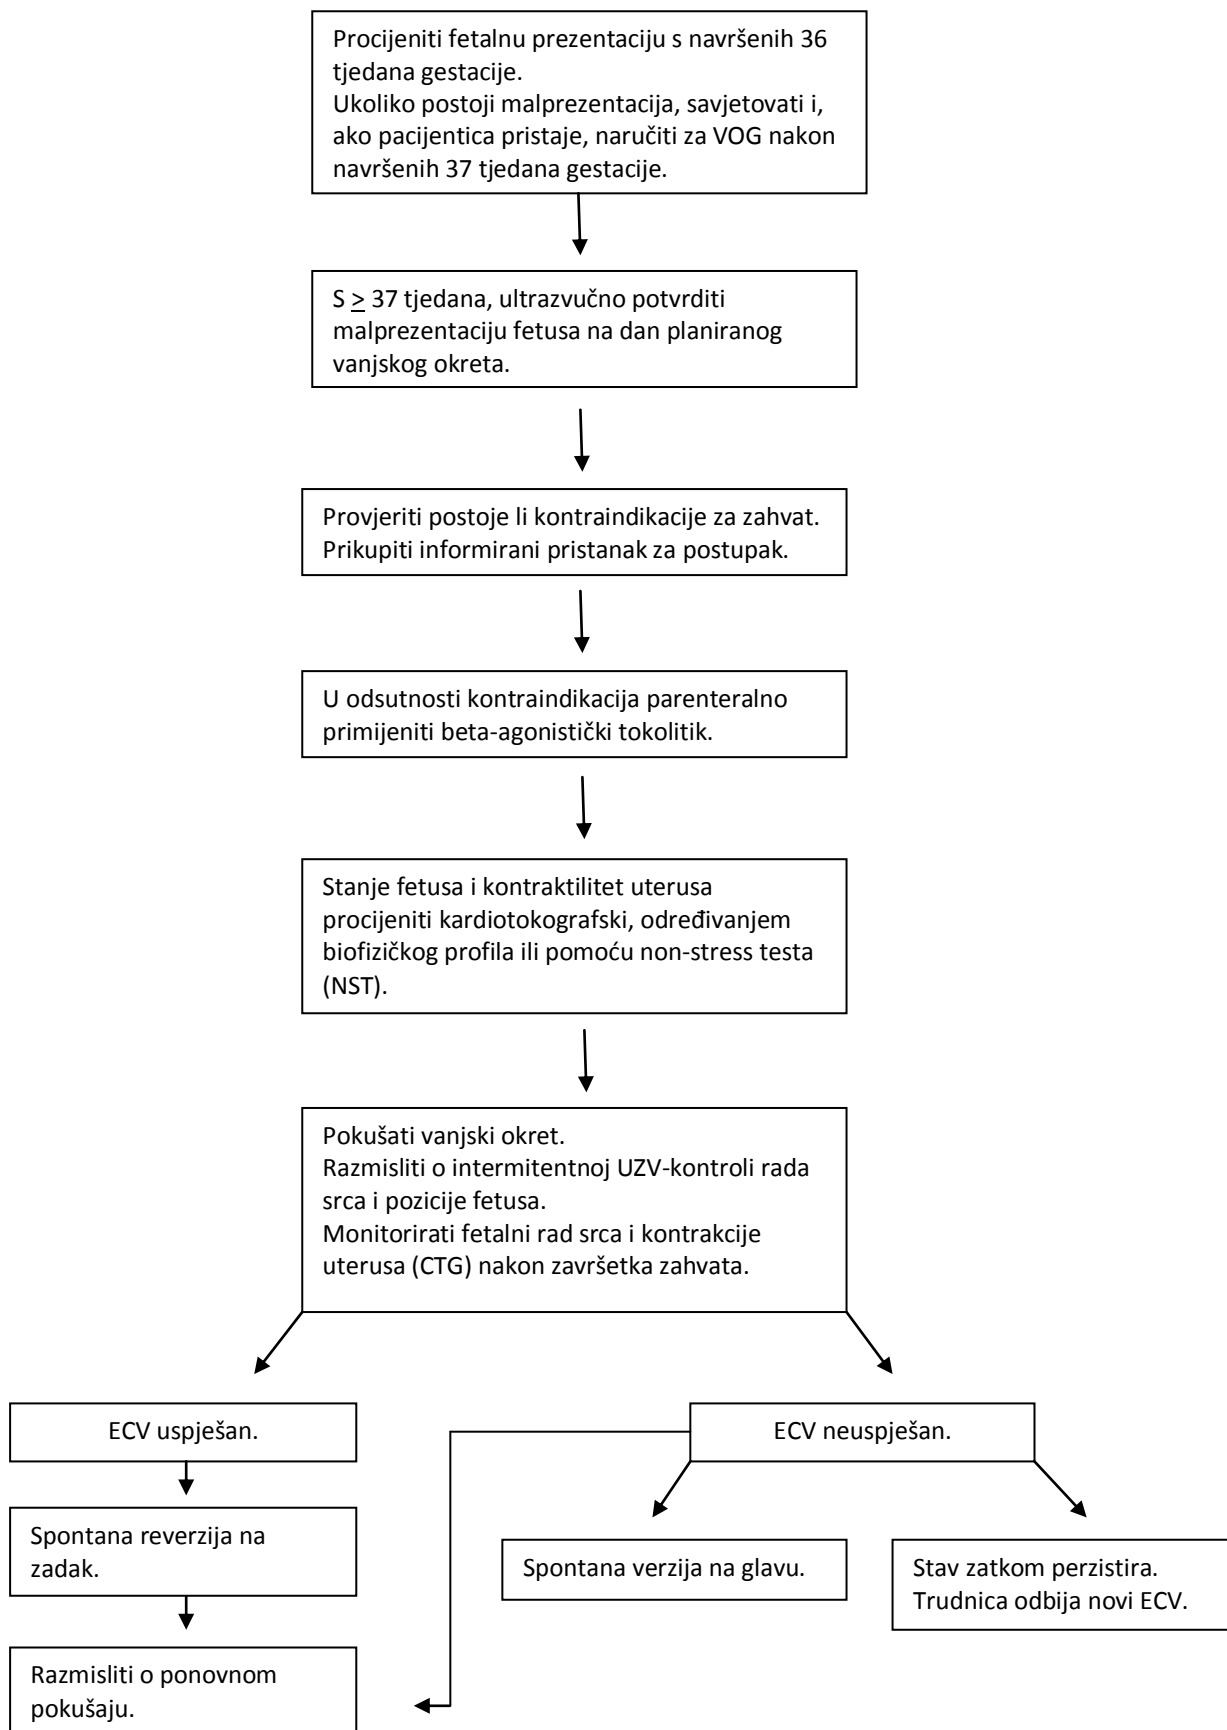 Procijeniti fetalnu prezentaciju s navršenih 36
tjedana gestacije.
Ukoliko postoji malprezentacija, savjetovati i,
ako pacijentica pristaje, naručiti za VOG nakon
navršenih 37 tjedana gestacije.
S ≥ 37 tjedana, ultrazvučno potvrditi
malprezentaciju fetusa na dan planiranog
vanjskog okreta.
Provjeriti postoje li kontraindikacije za zahvat.
Prikupiti informirani pristanak za postupak.
U odsutnosti kontraindikacija parenteralno
primijeniti beta-agonistički tokolitik.
Stanje fetusa i kontraktilitet uterusa
procijeniti kardiotokografski, određivanjem
biofizičkog profila ili pomoću non-stress testa
(NST).
Pokušati vanjski okret.
Razmisliti o intermitentnoj UZV-kontroli rada
srca i pozicije fetusa.
Monitorirati fetalni rad srca i kontrakcije
uterusa (CTG) nakon završetka zahvata.
ECV uspješan.
ECV neuspješan.
Spontana reverzija na
zadak.
Spontana verzija na glavu.
Stav zatkom perzistira.
Trudnica odbija novi ECV.
Razmisliti o ponovnom
pokušaju.